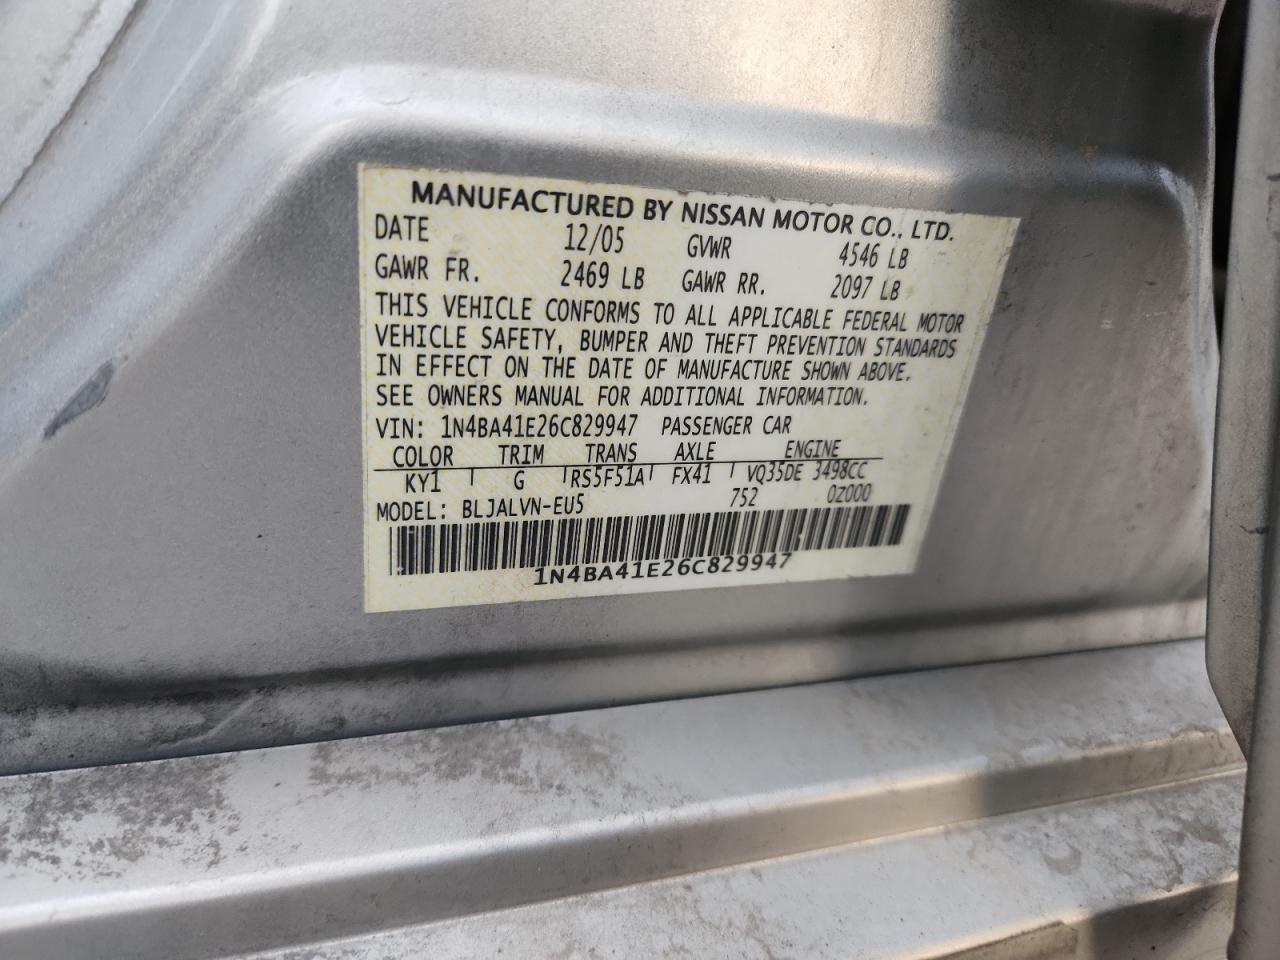 MANUFACTURED BY NISSAN MOTOR CO., LTD.
DATE 12/05 GVWR 4546 LB
GAWR FR. 2469 LB GAWR RR. 2097 LB
THIS VEHICLE CONFORMS TO ALL APPLICABLE FEDERAL MOTOR
VEHICLE SAFETY, BUMPER AND THEFT PREVENTION STANDARDS
IN EFFECT ON THE DATE OF MANUFACTURE SHOWN ABOVE.
SEE OWNERS MANUAL FOR ADDITIONAL INFORMATION.
VIN: 1N4BA41E26C829947 PASSENGER CAR
COLOR TRIM TRANS AXLE ENGINE
KY1 G RS5F51A FX41 VQ35DE 3498CC
MODEL: BLJALVN-EU5 752 0Z000
1N4BA41E26C829947